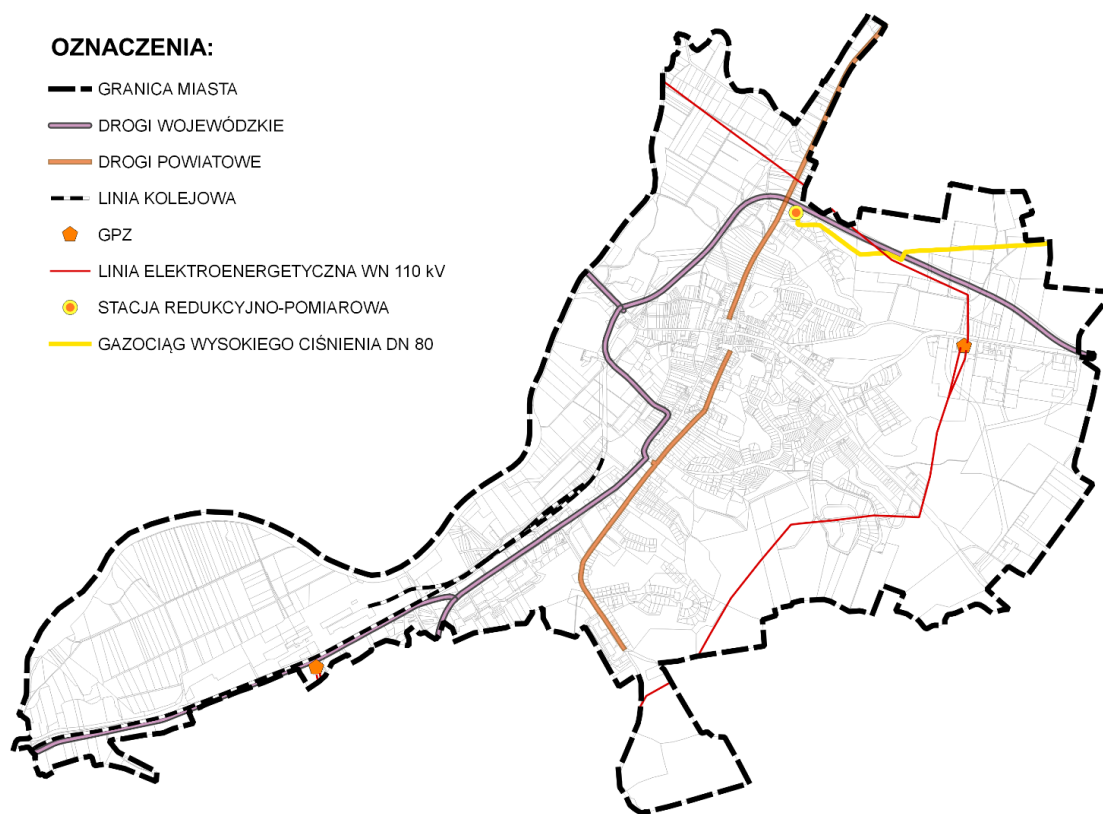 OZNACZENIA:
GRANICA MIASTA
DROGI WOJEWÓDZKIE
DROGI POWIATOWE
LINIA KOLEJOWA
GPZ
LINIA ELEKTROENERGETYCZNA WN 110 kV
STACJA REDUKCYJNO-POMIAROWA
GAZOCIĄG WYSOKIEGO CIŚNIENIA DN 80